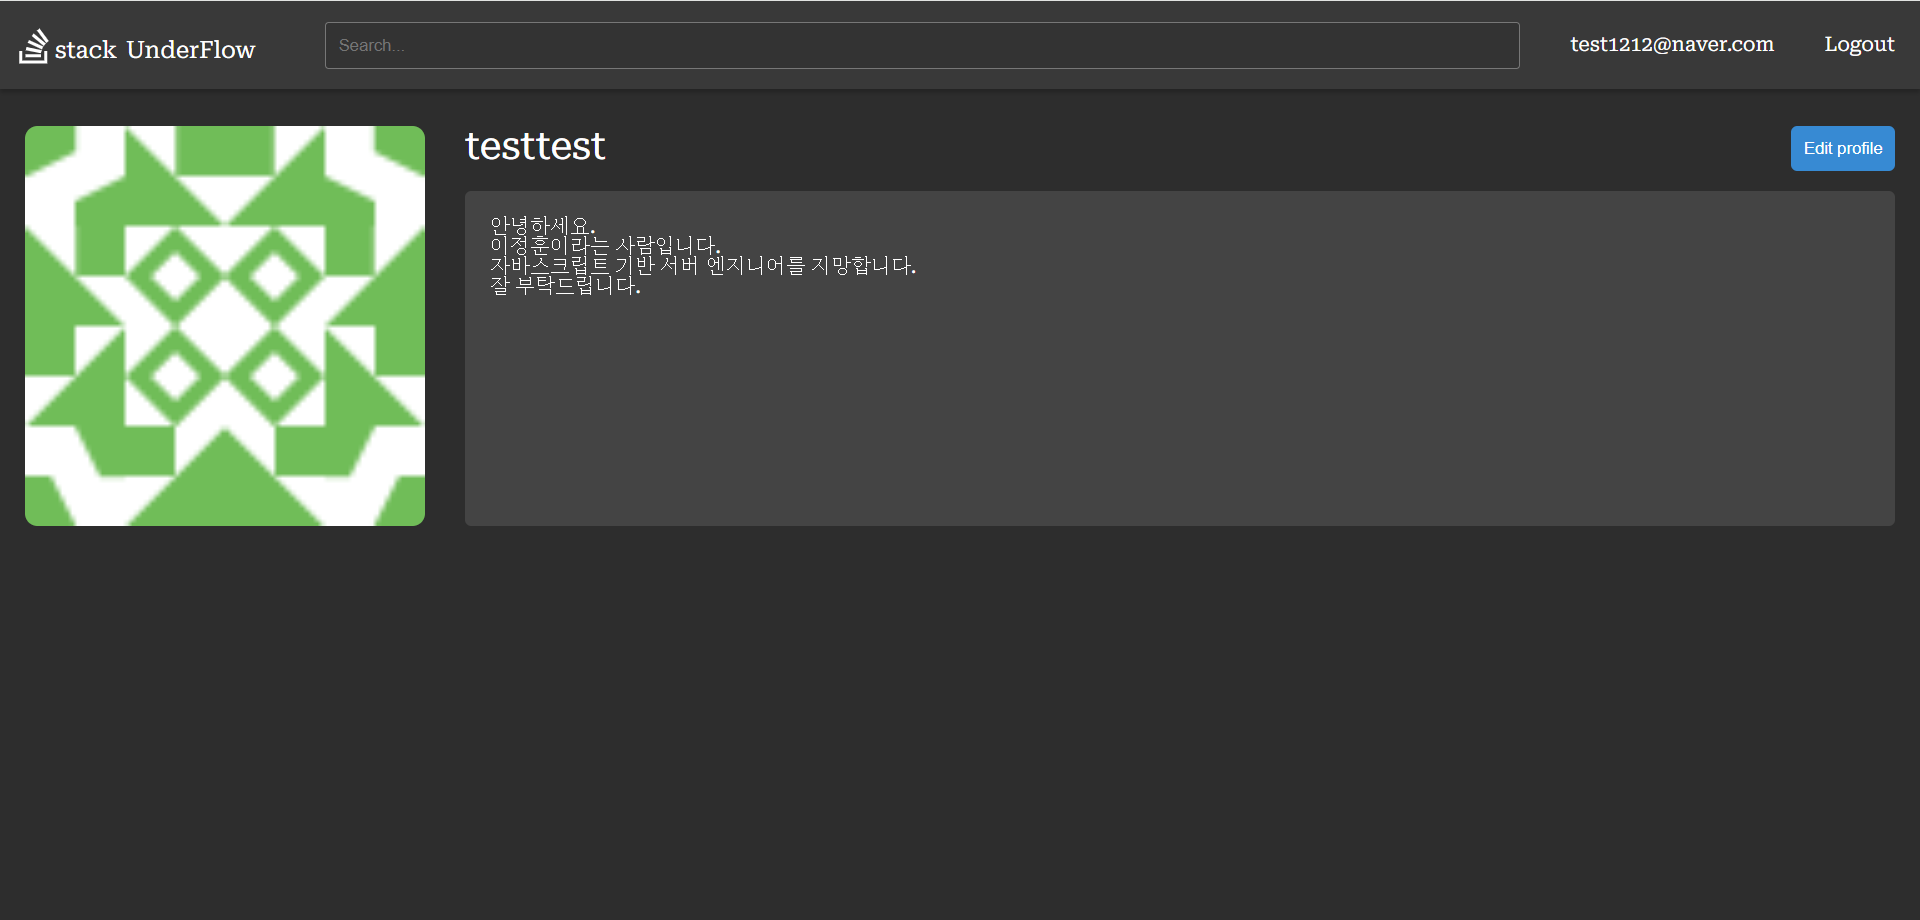 stack UnderFlow
Search...
test1212@naver.com
Logout
testtest
Edit profile
안녕하세요.
이정훈이라는 사람입니다.
자바스크립트 기반 서버 엔지니어를 지망합니다.
잘 부탁드립니다.